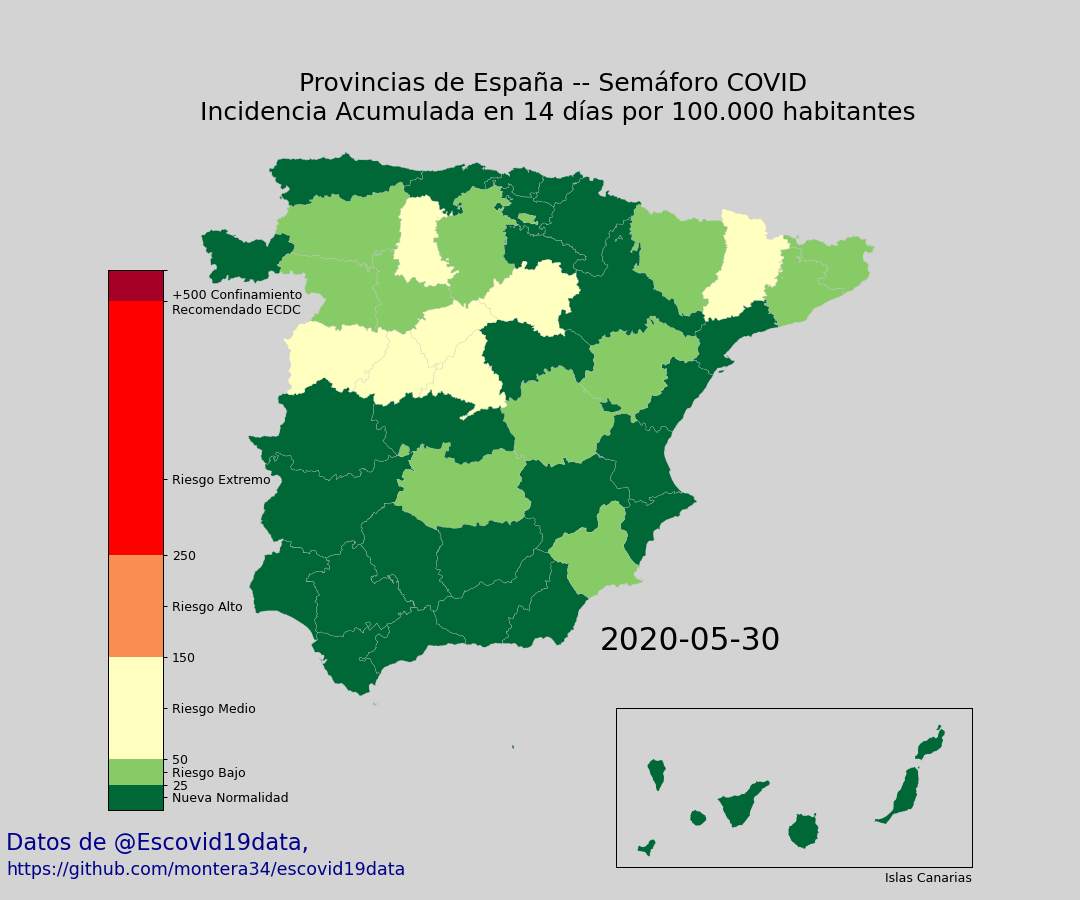 Provincias de España -- Semáforo COVID
Incidencia Acumulada en 14 días por 100.000 habitantes
+500 Confinamiento
Recomendado ECDC
Riesgo Extremo
250
Riesgo Alto
150
Riesgo Medio
50
Riesgo Bajo
25
Nueva Normalidad
2020-05-30
Islas Canarias
Datos de @Escovid19data,
https://github.com/montera34/escovid19data